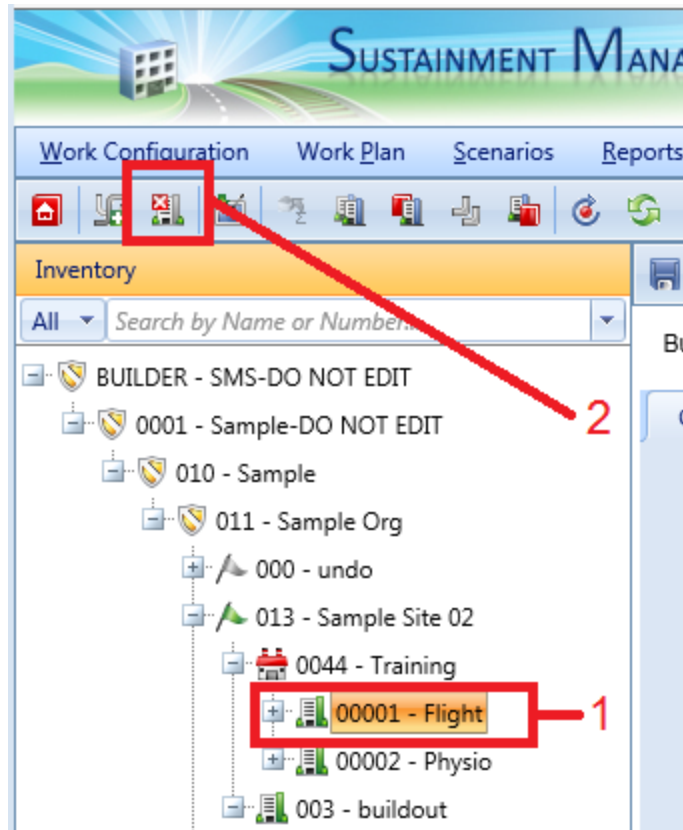 SUSTAINMENT MANA
Work Configuration Work Plan Scenarios Reports
Inventory
All Search by Name or Number...
BUILDER - SMS-DO NOT EDIT
0001 - Sample-DO NOT EDIT
2
010 - Sample
011 - Sample Org
000 - undo
013 - Sample Site 02
0044 - Training
00001 - Flight
1
00002 - Physio
003 - buildout